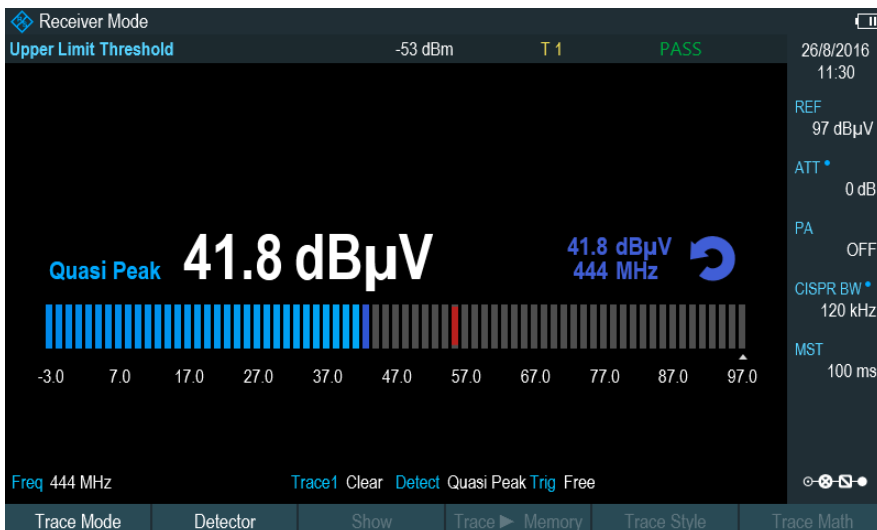 Receiver Mode
Upper Limit Threshold -53 dBm T 1 PASS
26/8/2016
11:30
REF
97 dBµV
ATT
0 dB
PA
OFF
CISPR BW
120 kHz
MST
100 ms
Quasi Peak 41.8 dBµV
41.8 dBµV
444 MHz
-3.0 7.0 17.0 27.0 37.0 47.0 57.0 67.0 77.0 87.0 97.0
Freq 444 MHz Trace1 Clear Detect Quasi Peak Trig Free
Trace Mode Detector Show Trace ► Memory Trace Style Trace Math